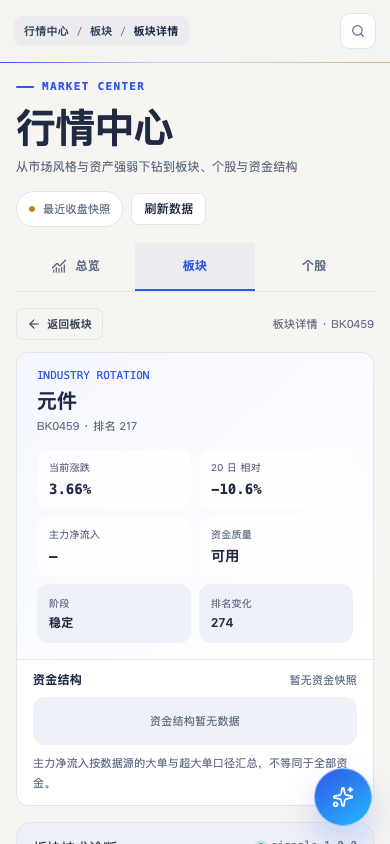 行情中心 / 板块 / 板块详情
MARKET CENTER
行情中心
从市场风格与资产强弱下钻到板块、个股与资金结构
最近收盘快照
刷新数据
总览
板块
个股
返回板块
板块详情 · BK0459
INDUSTRY ROTATION
元件
BK0459 · 排名 217
当前涨跌
3.66%
20 日 相对
−10.6%
主力净流入
—
资金质量
可用
阶段
稳定
排名变化
274
资金结构
暂无资金快照
资金结构暂无数据
主力净流入按数据源的大单与超大单口径汇总，不等同于全部资
金。